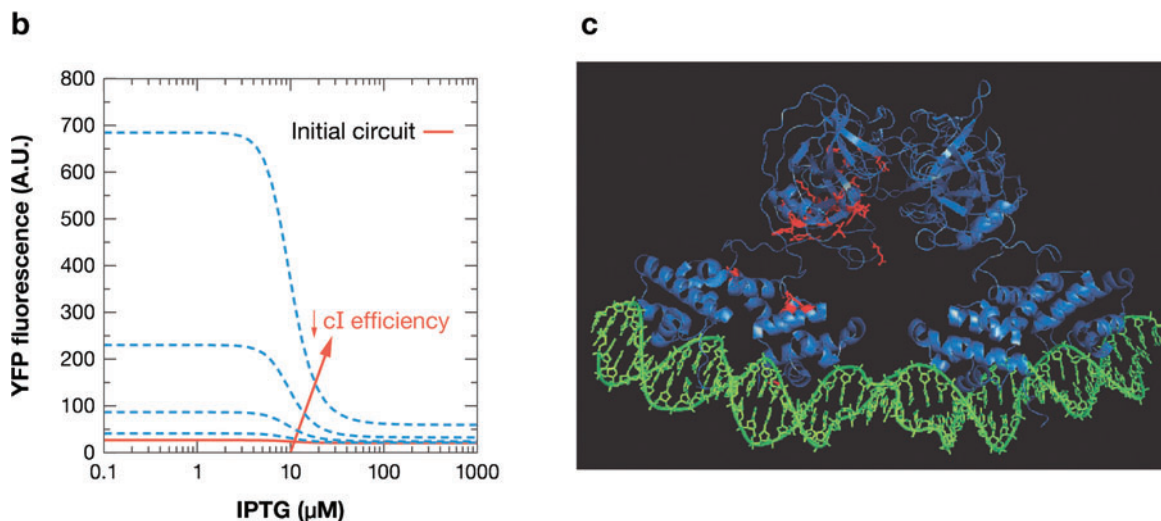 b
c
YFP fluorescence (A.U.)
800
700
600
500
400
300
200
100
0
Initial circuit
↓ cI efficiency
0.1
1
10
100
1000
IPTG (μM)